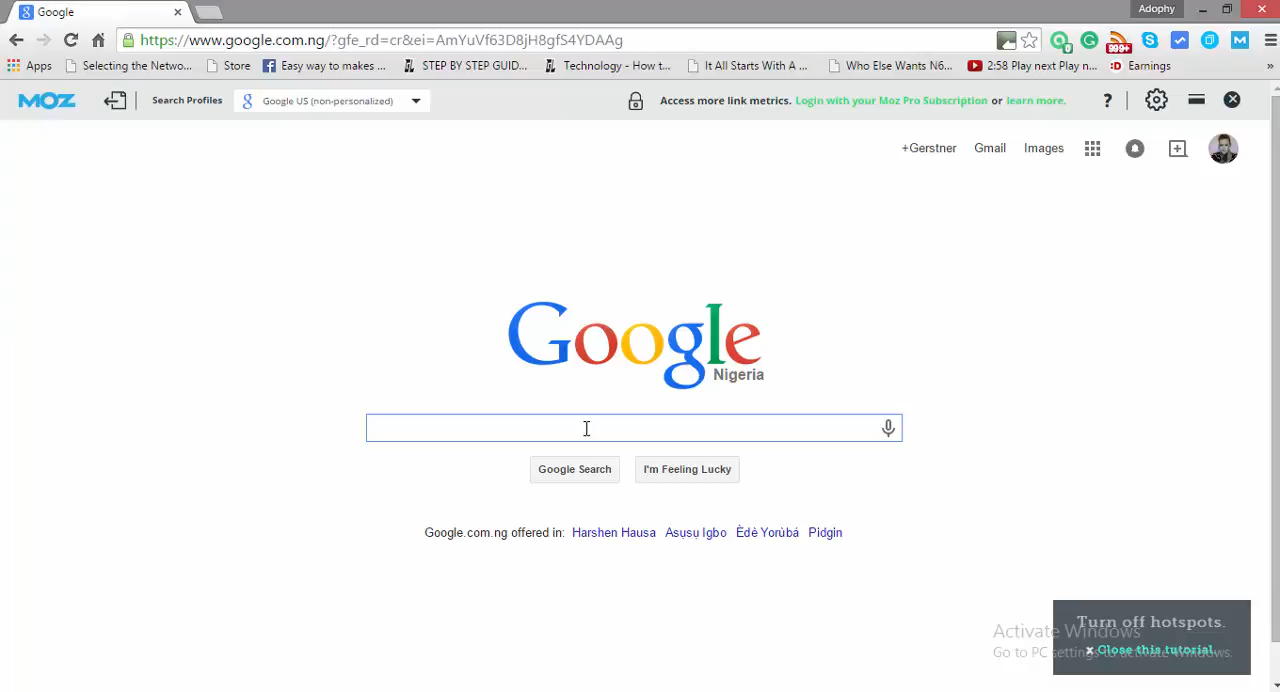 Google
Adophy
https://www.google.com.ng/?gfe_rd=cr&ei=AmYuVf63D8jH8gfS4YDAAg
0
999+
Apps
Selecting the Netwo...
Store
Easy way to makes ...
STEP BY STEP GUID...
Technology - How t...
It All Starts With A ...
Who Else Wants N6...
2:58 Play next Play n...
:D Earnings
»
MOZ
Search Profiles
Google US (non-personalized)
Access more link metrics. Login with your Moz Pro Subscription or learn more.
?
+Gerstner
Gmail
Images
Google
Nigeria
Google Search
I'm Feeling Lucky
Google.com.ng offered in: Harshen Hausa Asụsụ Igbo Èdè Yorùbá Pidgin
Turn off hotspots.
Activate Windows
x Close this tutorial.
Go to PC settings to activate Windows.